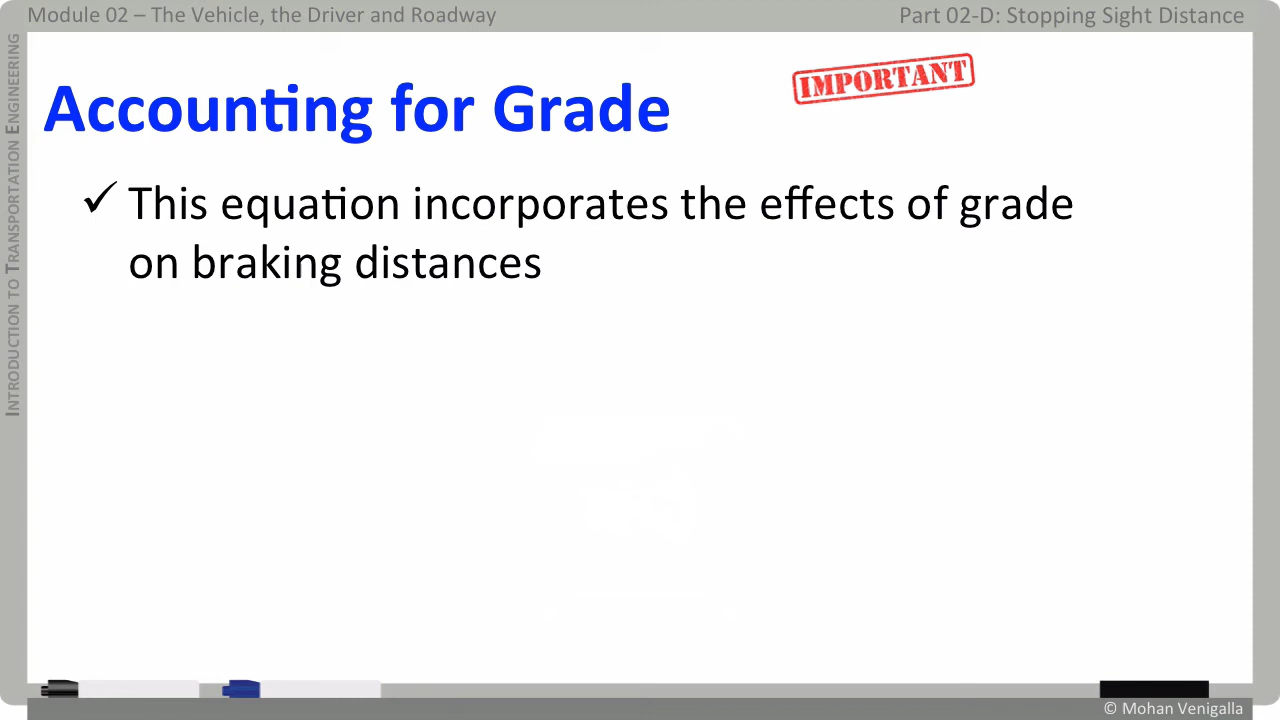 Module 02 – The Vehicle, the Driver and Roadway
Part 02-D: Stopping Sight Distance
INTRODUCTION TO TRANSPORTATION ENGINEERING
IMPORTANT
Accounting for Grade
✓ This equation incorporates the effects of grade
on braking distances
© Mohan Venigalla